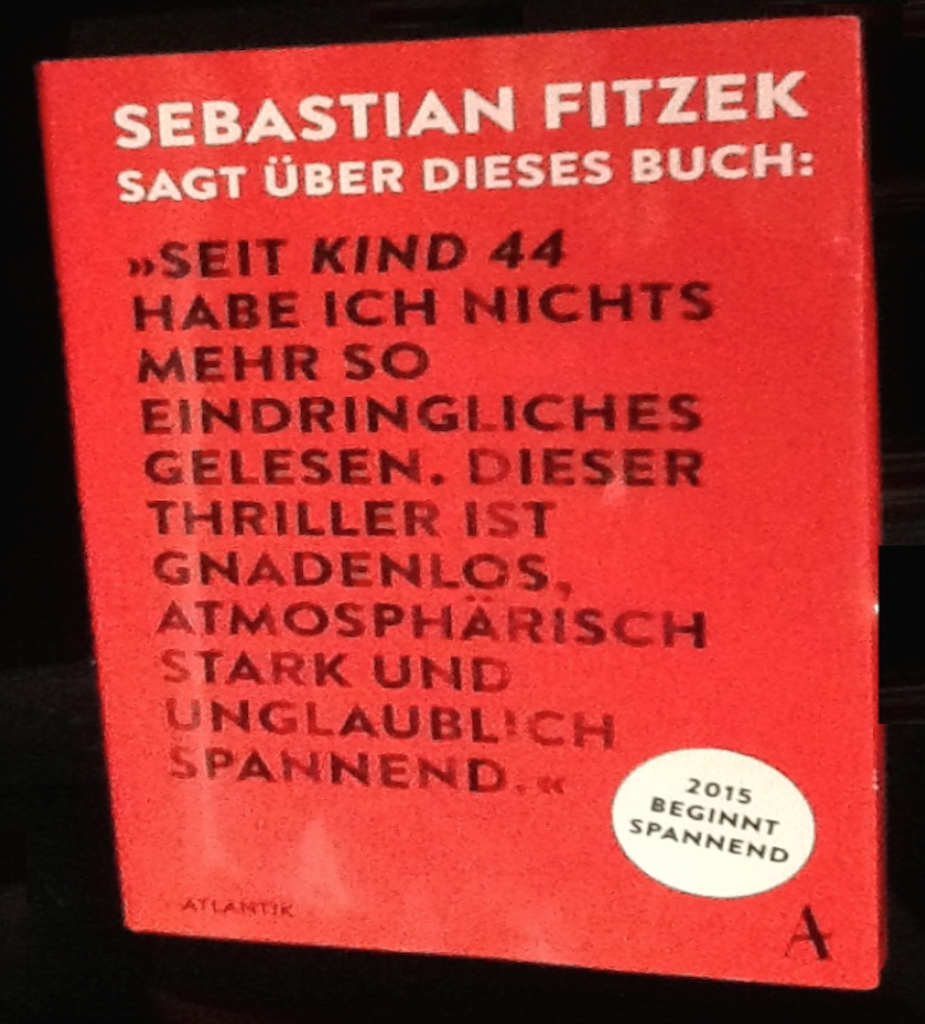 SEBASTIAN FITZEK
SAGT ÜBER DIESES BUCH:
»SEIT KIND 44
HABE ICH NICHTS
MEHR SO
EINDRINGLICHES
GELESEN. DIESER
THRILLER IST
GNADENLOS,
ATMOSPHÄRISCH
STARK UND
UNGLAUBLICH
SPANNEND.«
2015
BEGINNT
SPANNEND
ATLANTIK
A